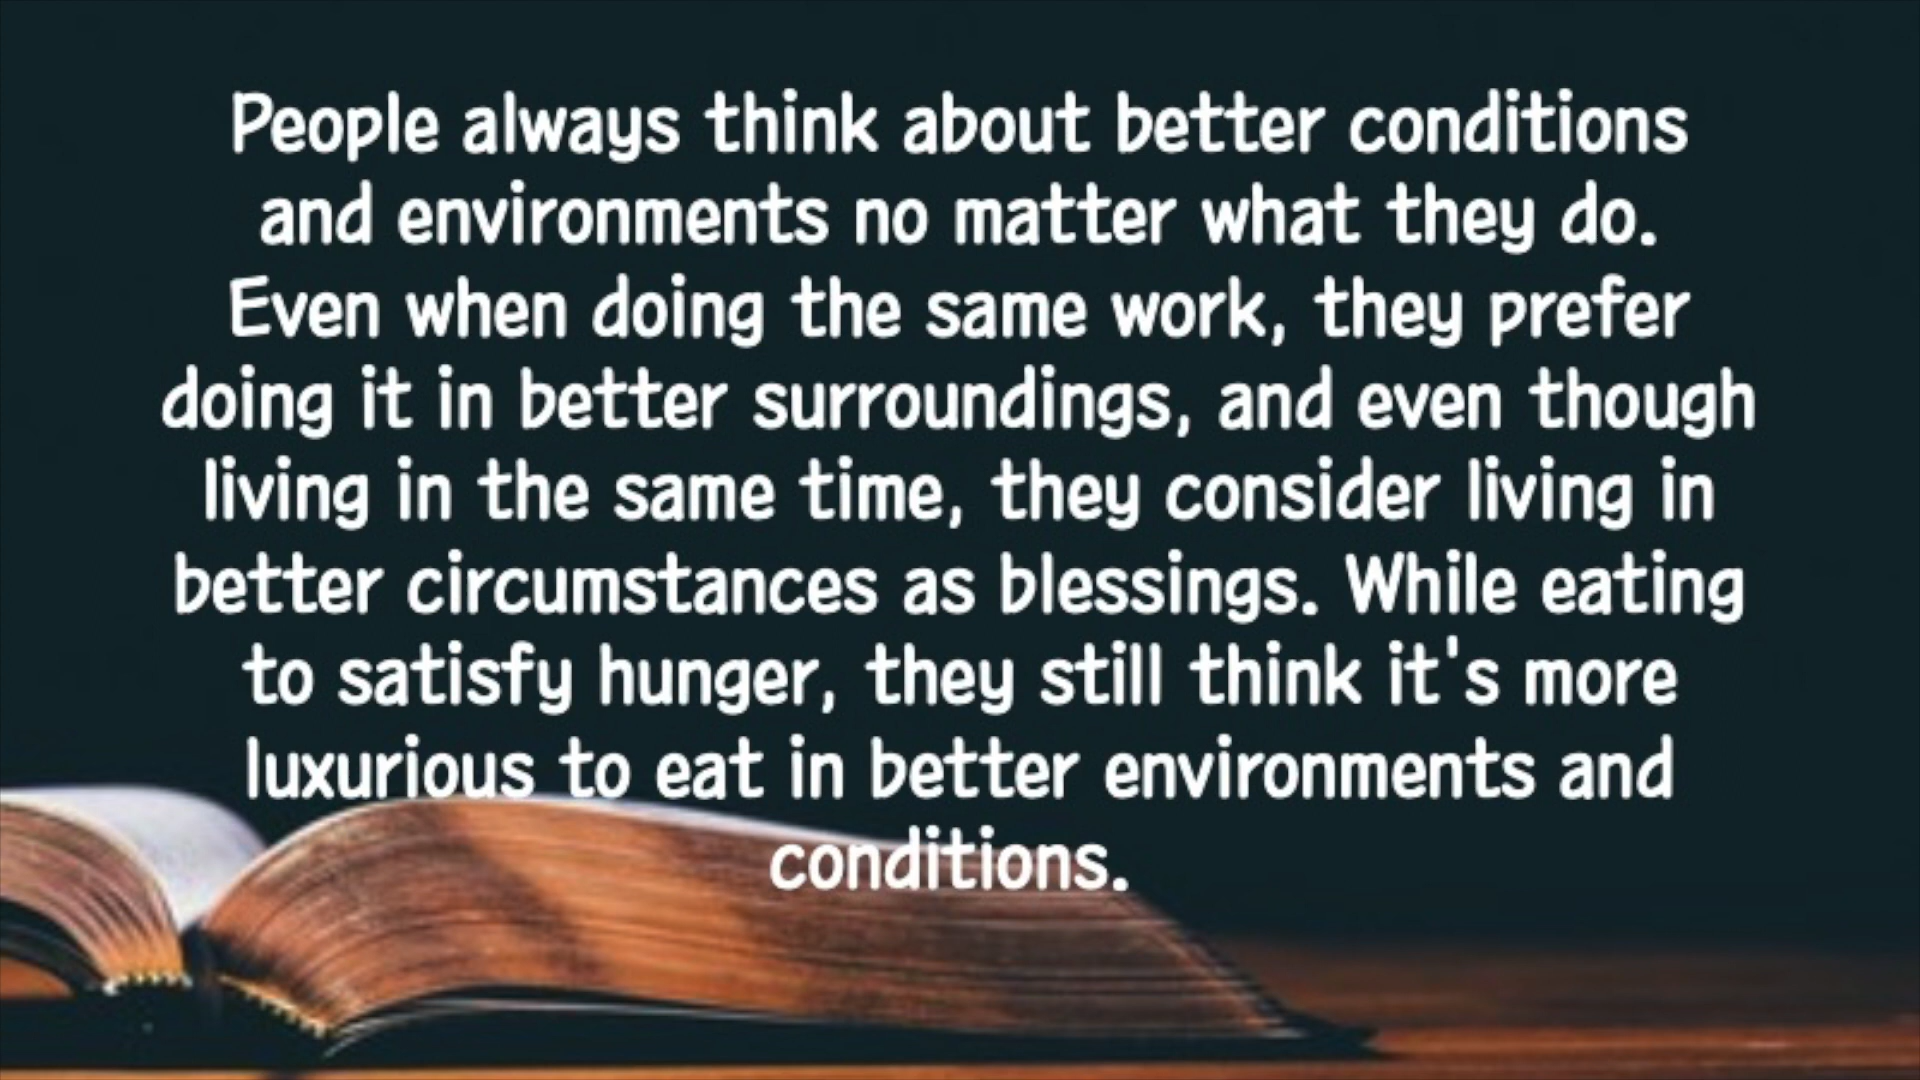 People always think about better conditions
and environments no matter what they do.
Even when doing the same work, they prefer
doing it in better surroundings, and even though
living in the same time, they consider living in
better circumstances as blessings. While eating
to satisfy hunger, they still think it's more
luxurious to eat in better environments and
conditions.